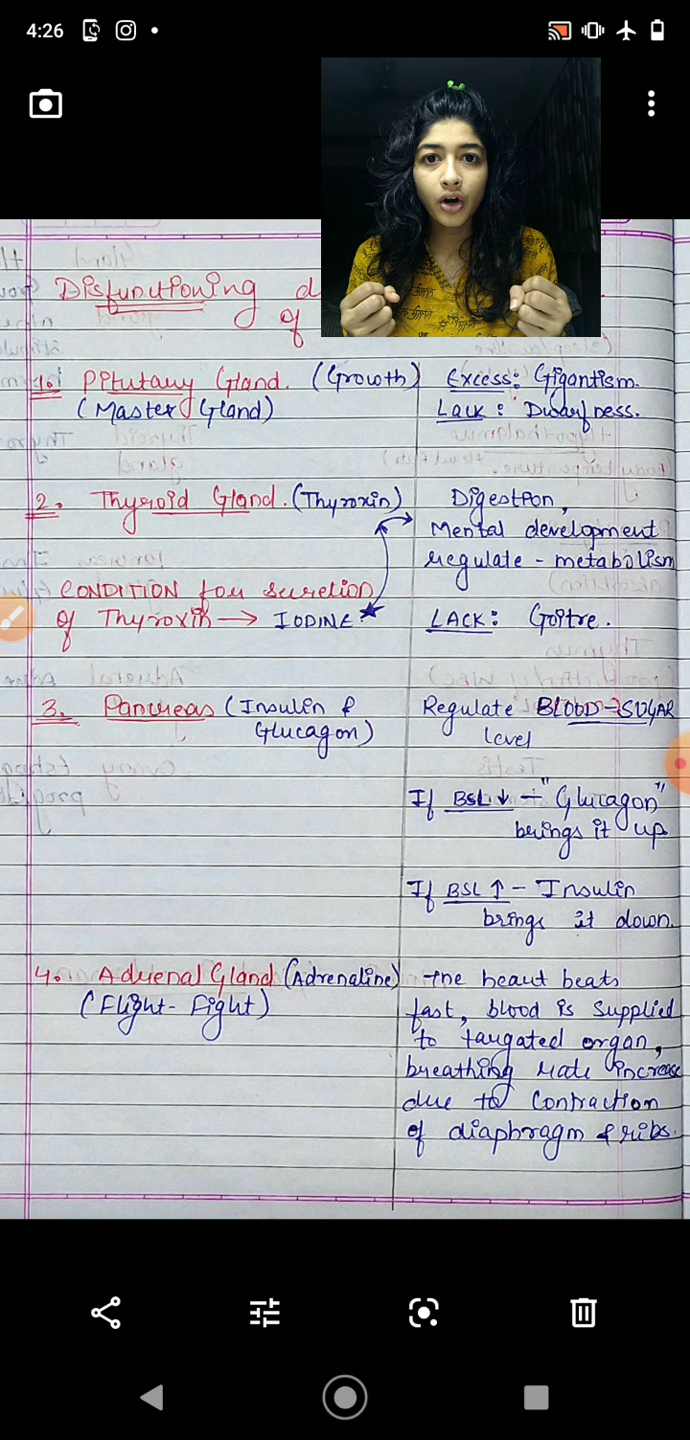 4:26
Disfunctioning d
of
1. Pitutary Gland. (Growth)
(Master Gland)
Excess: Gigantism.
Lack: Dwarfness.
2. Thyroid Gland. (Thyroxin)
Digestion,
Mental development
regulate - metabolism
CONDITION for secretion
of Thyroxin → IODINE
LACK: Goitre.
3. Pancreas (Insulin &
Glucagon)
Regulate BLOOD-SUGAR
level
If BSL ↓ - "Glucagon"
brings it up
If BSL ↑ - Insulin
brings it down.
4. Adrenal Gland (Adrenaline)
(Flight- Fight)
The heart beats
fast, blood is supplied
to targated organ,
breathing rate increase
due to Contraction
of diaphragm & ribs.